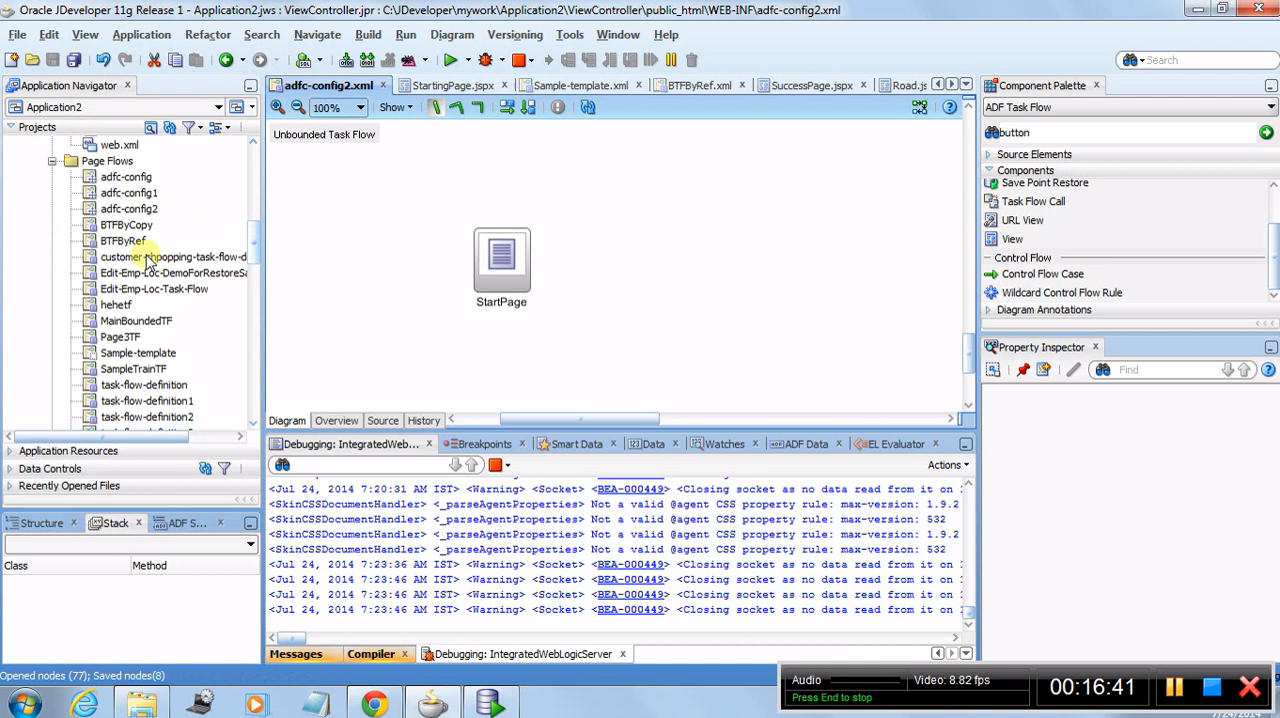 Oracle JDeveloper 11g Release 1 - Application2.jws : ViewController.jpr : C:\JDeveloper\mywork\Application2\ViewController\public_html\WEB-INF\adfc-config2.xml
File Edit View Application Refactor Search Navigate Build Run Diagram Versioning Tools Window Help
Search
Application Navigator
Application2
Projects
web.xml
Page Flows
adfc-config
adfc-config1
adfc-config2
BTFByCopy
BTFByRef
Edit-Emp-Loc-DemoForRestoreSa
Edit-Emp-Loc-Task-Flow
hehetf
MainBoundedTF
Page3TF
Sample-template
SampleTrainTF
task-flow-definition
task-flow-definition1
task-flow-definition2
Application Resources
Data Controls
Recently Opened Files
Structure Stack ADF S...
Class Method
adfc-config2.xml StartingPage.jspx Sample-template.xml BTFByRef.xml SuccessPage.jspx Road.js
100% Show
Unbounded Task Flow
StartPage
Diagram Overview Source History
Debugging: IntegratedWeb... Breakpoints Smart Data Data Watches ADF Data EL Evaluator
Actions
<Jul 24, 2014 7:20:31 AM IST> <Warning> <Socket> <BEA-000449> <Closing socket as no data read from it on
<SkinCSSDocumentHandler> <_parseAgentProperties> Not a valid @agent CSS property rule: max-version: 1.9.2
<SkinCSSDocumentHandler> <_parseAgentProperties> Not a valid @agent CSS property rule: max-version: 532
<SkinCSSDocumentHandler> <_parseAgentProperties> Not a valid @agent CSS property rule: max-version: 1.9.2
<SkinCSSDocumentHandler> <_parseAgentProperties> Not a valid @agent CSS property rule: max-version: 532
<Jul 24, 2014 7:23:46 AM IST> <Warning> <Socket> <BEA-000449> <Closing socket as no data read from it on
<Jul 24, 2014 7:23:46 AM IST> <Warning> <Socket> <BEA-000449> <Closing socket as no data read from it on
<Jul 24, 2014 7:23:46 AM IST> <Warning> <Socket> <BEA-000449> <Closing socket as no data read from it on
<Jul 24, 2014 7:23:46 AM IST> <Warning> <Socket> <BEA-000449> <Closing socket as no data read from it on
Messages Compiler Debugging: IntegratedWebLogicServer
Component Palette
ADF Task Flow
button
Source Elements
Components
Save Point Restore
Task Flow Call
URL View
View
Control Flow
Control Flow Case
Wildcard Control Flow Rule
Diagram Annotations
Property Inspector
Find
Opened nodes (77); Saved nodes(8)
Audio
Video: 8.82 fps
Press End to stop
00:16:41